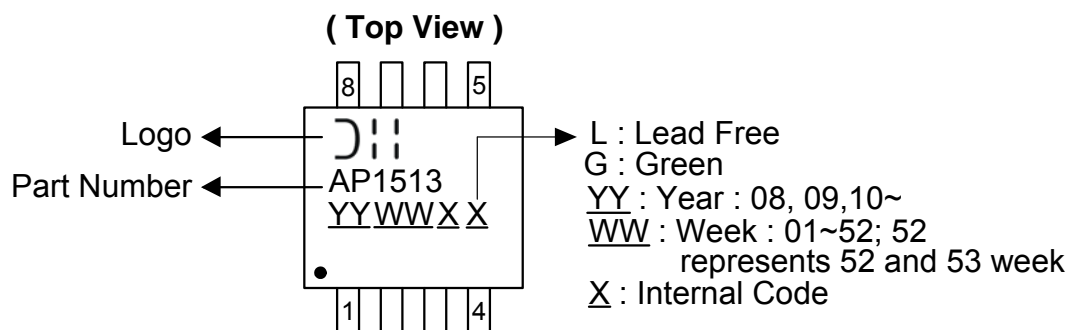 ( Top View )
8 5
Logo
Part Number
AP1513
YYWWX X
1 4
L : Lead Free
G : Green
YY : Year : 08, 09,10~
WW : Week : 01~52; 52
represents 52 and 53 week
X : Internal Code